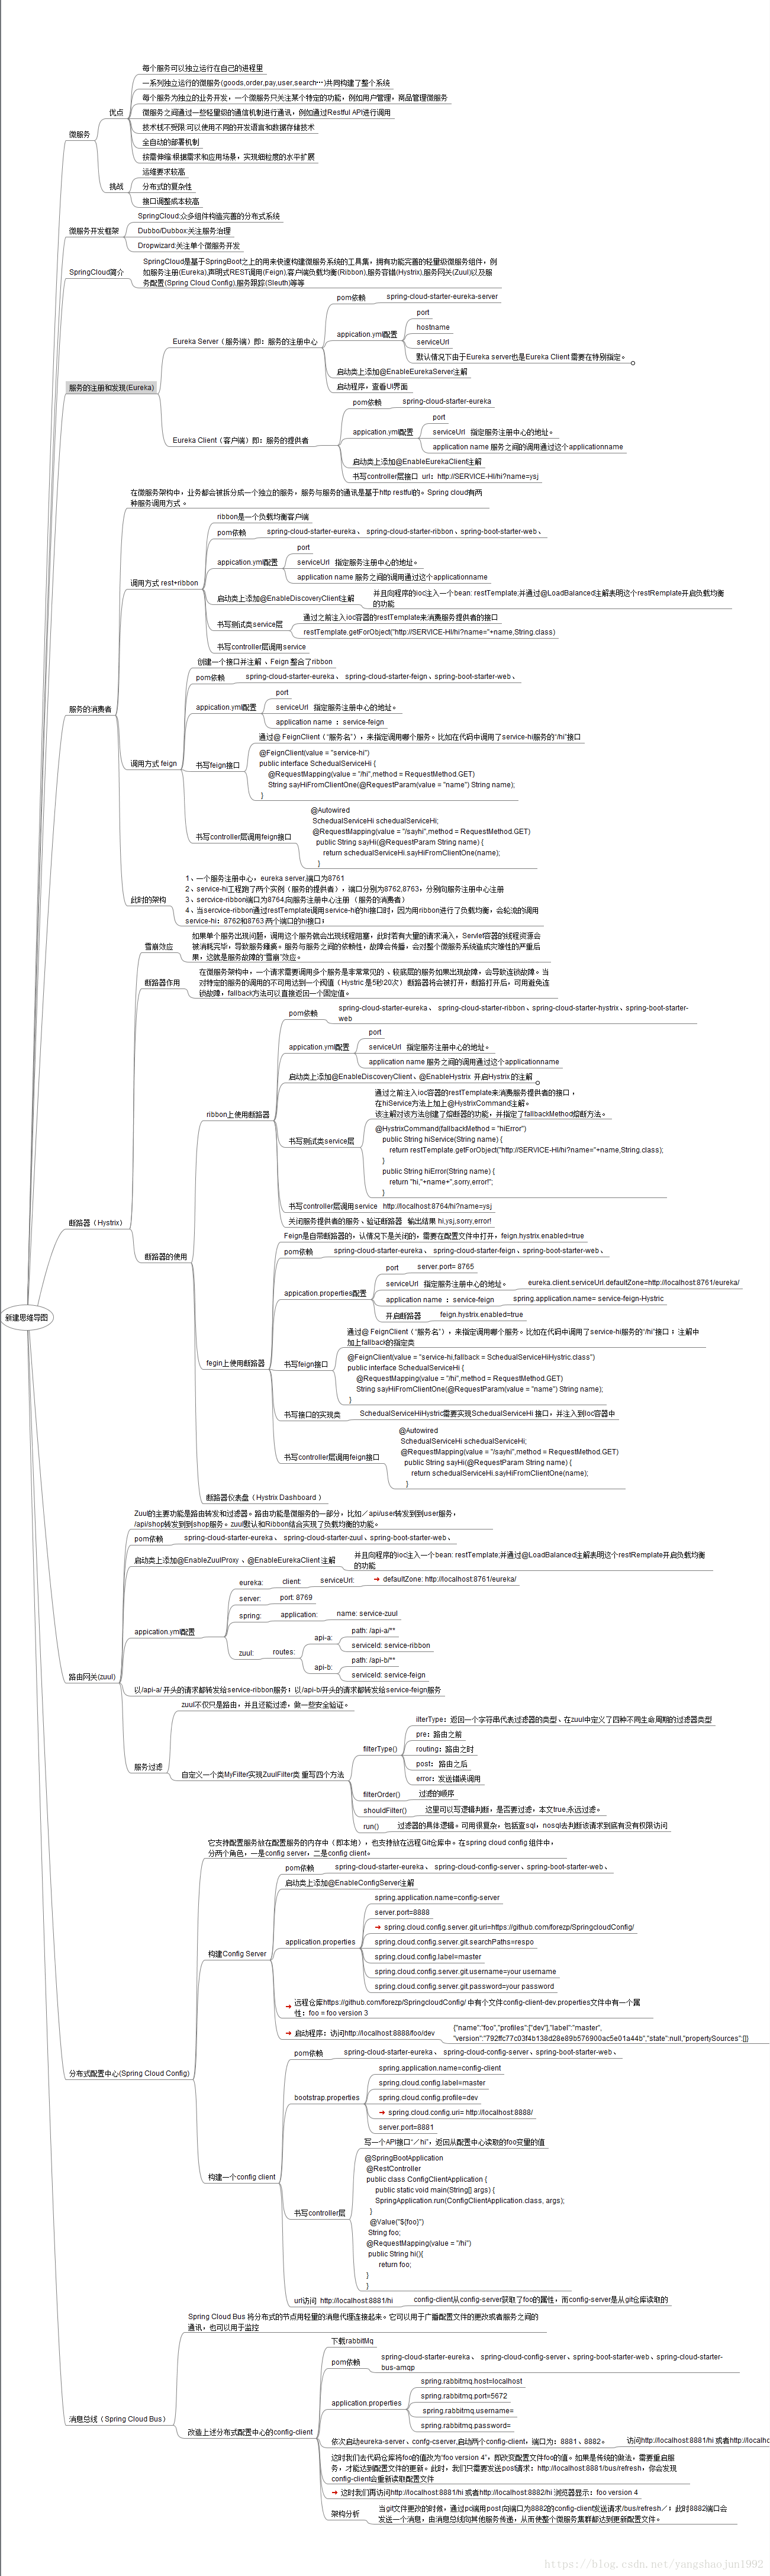 新建思维导图
微服务
优点
每个服务可以独立运行在自己的进程里
一系列独立运行的微服务(goods,order,pay,user,search…)共同构建了整个系统
每个服务为独立的业务开发，一个微服务只关注某个特定的功能，例如用户管理，商品管理微服务
微服务之间通过一些轻量级的通信机制进行通讯，例如通过Restful API进行调用
技术栈不受限:可以使用不同的开发语言和数据存储技术
全自动的部署机制
按需伸缩:根据需求和应用场景，实现细粒度的水平扩展
挑战
运维要求较高
分布式的复杂性
接口调整成本较高
微服务开发框架
SpringCloud:众多组件构造完善的分布式系统
Dubbo/Dubbox:关注服务治理
Dropwizard:关注单个微服务开发
SpringCloud简介
SpringCloud是基于SpringBoot之上的用来快速构建微服务系统的工具集，拥有功能完善的轻量级微服务组件，例
如服务注册(Eureka),声明式REST调用(Feign),客户端负载均衡(Ribbon),服务容错(Hystrix),服务网关(Zuul)以及服
务配置(Spring Cloud Config),服务跟踪(Sleuth)等等
服务的注册和发现(Eureka)
Eureka Server（服务端）即：服务的注册中心
pom依赖
spring-cloud-starter-eureka-server
appication.yml配置
port
hostname
serviceUrl
默认情况下由于Eureka server也是Eureka Client 需要在特别指定。
启动类上添加@EnableEurekaServer注解
启动程序，查看UI界面
Eureka Client（客户端）即：服务的提供者
pom依赖
spring-cloud-starter-eureka
appication.yml配置
port
serviceUrl 指定服务注册中心的地址。
application name 服务之间的调用通过这个applicationname
启动类上添加@EnableEurekaClient注解
书写controller层接口 url：http://SERVICE-HI/hi?name=ysj
服务的消费者
在微服务架构中，业务都会被拆分成一个独立的服务，服务与服务的通讯是基于http restful的。Spring cloud有两
种服务调用方式 。
调用方式 rest+ribbon
ribbon是一个负载均衡客户端
pom依赖
spring-cloud-starter-eureka 、 spring-cloud-starter-ribbon、spring-boot-starter-web、
appication.yml配置
port
serviceUrl 指定服务注册中心的地址。
application name 服务之间的调用通过这个applicationname
启动类上添加@EnableDiscoveryClient注解
并且向程序的ioc注入一个bean: restTemplate;并通过@LoadBalanced注解表明这个restRemplate开启负载均衡
的功能
书写测试类service层
通过之前注入ioc容器的restTemplate来消费服务提供者的接口
restTemplate.getForObject("http://SERVICE-HI/hi?name="+name,String.class)
书写controller层调用service
调用方式 feign
创建一个接口并注解 、Feign 整合了ribbon
pom依赖
spring-cloud-starter-eureka 、 spring-cloud-starter-feign、spring-boot-starter-web、
appication.yml配置
port
serviceUrl 指定服务注册中心的地址。
application name ：service-feign
书写feign接口
通过@ FeignClient（“服务名”），来指定调用哪个服务。比如在代码中调用了service-hi服务的“/hi”接口
@FeignClient(value = "service-hi")
public interface SchedualServiceHi {
@RequestMapping(value = "/hi",method = RequestMethod.GET)
String sayHiFromClientOne(@RequestParam(value = "name") String name);
}
书写controller层调用feign接口
@Autowired
SchedualServiceHi schedualServiceHi;
@RequestMapping(value = "/sayhi",method = RequestMethod.GET)
public String sayHi(@RequestParam String name) {
return schedualServiceHi.sayHiFromClientOne(name);
}
此时的架构
1、一个服务注册中心，eureka server,端口为8761
2、service-hi工程跑了两个实例（服务的提供者），端口分别为8762,8763，分别向服务注册中心注册
3、sercvice-ribbon端口为8764,向服务注册中心注册 （服务的消费者）
4、当sercvice-ribbon通过restTemplate调用service-hi的hi接口时，因为用ribbon进行了负载均衡，会轮流的调用
service-hi：8762和8763 两个端口的hi接口；
断路器（Hystrix）
雪崩效应
如果单个服务出现问题，调用这个服务就会出现线程阻塞，此时若有大量的请求涌入，Servlet容器的线程资源会
被消耗完毕，导致服务瘫痪。服务与服务之间的依赖性，故障会传播，会对整个微服务系统造成灾难性的严重后
果，这就是服务故障的“雪崩”效应。
断路器作用
在微服务架构中，一个请求需要调用多个服务是非常常见的 、较底层的服务如果出现故障，会导致连锁故障。当
对特定的服务的调用的不可用达到一个阀值（Hystric 是5秒20次） 断路器将会被打开，断路打开后，可用避免连
锁故障，fallback方法可以直接返回一个固定值。
断路器的使用
ribbon上使用断路器
pom依赖
spring-cloud-starter-eureka 、 spring-cloud-starter-ribbon、spring-cloud-starter-hystrix、spring-boot-starter-
web
appication.yml配置
port
serviceUrl 指定服务注册中心的地址。
application name 服务之间的调用通过这个applicationname
启动类上添加@EnableDiscoveryClient 、@EnableHystrix 开启Hystrix 的注解
书写测试类service层
通过之前注入ioc容器的restTemplate来消费服务提供者的接口 ，
在hiService方法上加上@HystrixCommand注解。
该注解对该方法创建了熔断器的功能，并指定了fallbackMethod熔断方法。
@HystrixCommand(fallbackMethod = "hiError")
public String hiService(String name) {
return restTemplate.getForObject("http://SERVICE-HI/hi?name="+name,String.class);
}
public String hiError(String name) {
return "hi,"+name+",sorry,error!";
}
书写controller层调用service http://localhost:8764/hi?name=ysj
关闭服务提供者的服务、验证断路器 输出结果 hi,ysj,sorry,error!
fegin上使用断路器
Feign是自带断路器的，认情况下是关闭的，需要在配置文件中打开，feign.hystrix.enabled=true
pom依赖
spring-cloud-starter-eureka 、 spring-cloud-starter-feign、spring-boot-starter-web、
appication.properties配置
port
server.port= 8765
serviceUrl 指定服务注册中心的地址。
eureka.client.serviceUrl.defaultZone=http://localhost:8761/eureka/
application name ：service-feign
spring.application.name= service-feign-Hystric
开启断路器
feign.hystrix.enabled=true
书写feign接口
通过@ FeignClient（“服务名”），来指定调用哪个服务。比如在代码中调用了service-hi服务的“/hi”接口 ；注解中
加上fallback的指定类
@FeignClient(value = "service-hi,fallback = SchedualServiceHiHystric.class")
public interface SchedualServiceHi {
@RequestMapping(value = "/hi",method = RequestMethod.GET)
String sayHiFromClientOne(@RequestParam(value = "name") String name);
}
书写接口的实现类
SchedualServiceHiHystric需要实现SchedualServiceHi 接口，并注入到Ioc容器中
书写controller层调用feign接口
@Autowired
SchedualServiceHi schedualServiceHi;
@RequestMapping(value = "/sayhi",method = RequestMethod.GET)
public String sayHi(@RequestParam String name) {
return schedualServiceHi.sayHiFromClientOne(name);
}
断路器仪表盘（Hystrix Dashboard ）
路由网关(zuul)
Zuul的主要功能是路由转发和过滤器。路由功能是微服务的一部分，比如／api/user转发到到user服务，
/api/shop转发到到shop服务。zuul默认和Ribbon结合实现了负载均衡的功能。
pom依赖
spring-cloud-starter-eureka 、 spring-cloud-starter-zuul、spring-boot-starter-web、
启动类上添加@EnableZuulProxy 、@EnableEurekaClient 注解
并且向程序的ioc注入一个bean: restTemplate;并通过@LoadBalanced注解表明这个restRemplate开启负载均衡
的功能
appication.yml配置
eureka:
client:
serviceUrl:
defaultZone: http://localhost:8761/eureka/
server:
port: 8769
spring:
application:
name: service-zuul
zuul:
routes:
api-a:
path: /api-a/**
serviceId: service-ribbon
api-b:
path: /api-b/**
serviceId: service-feign
以/api-a/ 开头的请求都转发给service-ribbon服务；以/api-b/开头的请求都转发给service-feign服务
服务过滤
zuul不仅只是路由，并且还能过滤，做一些安全验证。
自定义一个类MyFilter实现ZuulFilter类 重写四个方法
filterType()
ilterType：返回一个字符串代表过滤器的类型、在zuul中定义了四种不同生命周期的过滤器类型
pre：路由之前
routing：路由之时
post： 路由之后
error：发送错误调用
filterOrder()
过滤的顺序
shouldFilter()
这里可以写逻辑判断，是否要过滤，本文true,永远过滤。
run()
过滤器的具体逻辑。可用很复杂，包括查sql，nosql去判断该请求到底有没有权限访问
分布式配置中心(Spring Cloud Config)
它支持配置服务放在配置服务的内存中（即本地），也支持放在远程Git仓库中。在spring cloud config 组件中，
分两个角色，一是config server，二是config client。
构建Config Server
pom依赖
spring-cloud-starter-eureka 、 spring-cloud-config-server、spring-boot-starter-web、
启动类上添加@EnableConfigServer注解
application.properties
spring.application.name=config-server
server.port=8888
spring.cloud.config.server.git.uri=https://github.com/forezp/SpringcloudConfig/
spring.cloud.config.server.git.searchPaths=respo
spring.cloud.config.label=master
spring.cloud.config.server.git.username=your username
spring.cloud.config.server.git.password=your password
远程仓库https://github.com/forezp/SpringcloudConfig/ 中有个文件config-client-dev.properties文件中有一个属
性：foo = foo version 3
启动程序：访问http://localhost:8888/foo/dev
{"name":"foo","profiles":["dev"],"label":"master",
"version":"792ffc77c03f4b138d28e89b576900ac5e01a44b","state":null,"propertySources":[]}
构建一个config client
pom依赖
spring-cloud-starter-eureka 、 spring-cloud-config-server、spring-boot-starter-web、
bootstrap.properties
spring.application.name=config-client
spring.cloud.config.label=master
spring.cloud.config.profile=dev
spring.cloud.config.uri= http://localhost:8888/
server.port=8881
书写controller层
写一个API接口“／hi”，返回从配置中心读取的foo变量的值
@SpringBootApplication
@RestController
public class ConfigClientApplication {
public static void main(String[] args) {
SpringApplication.run(ConfigClientApplication.class, args);
}
@Value("${foo}")
String foo;
@RequestMapping(value = "/hi")
public String hi(){
return foo;
}
}
url访问 http://localhost:8881/hi
config-client从config-server获取了foo的属性，而config-server是从git仓库读取的
消息总线（Spring Cloud Bus）
Spring Cloud Bus 将分布式的节点用轻量的消息代理连接起来。它可以用于广播配置文件的更改或者服务之间的
通讯，也可以用于监控
改造上述分布式配置中心的config-client
下载rabbitMq
pom依赖
spring-cloud-starter-eureka 、 spring-cloud-config-server、spring-boot-starter-web、spring-cloud-starter-
bus-amqp
application.properties
spring.rabbitmq.host=localhost
spring.rabbitmq.port=5672
spring.rabbitmq.username=
spring.rabbitmq.password=
依次启动eureka-server、confg-cserver,启动两个config-client，端口为：8881、8882。
访问http://localhost:8881/hi 或者http://localho
这时我们去代码仓库将foo的值改为“foo version 4”，即改变配置文件foo的值。如果是传统的做法，需要重启服
务，才能达到配置文件的更新。此时，我们只需要发送post请求：http://localhost:8881/bus/refresh，你会发现
config-client会重新读取配置文件
这时我们再访问http://localhost:8881/hi 或者http://localhost:8882/hi 浏览器显示：foo version 4
架构分析
当git文件更改的时候，通过pc端用post 向端口为8882的config-client发送请求/bus/refresh／；此时8882端口会
发送一个消息，由消息总线向其他服务传递，从而使整个微服务集群都达到更新配置文件。
https://blog.csdn.net/yangshaojun1992